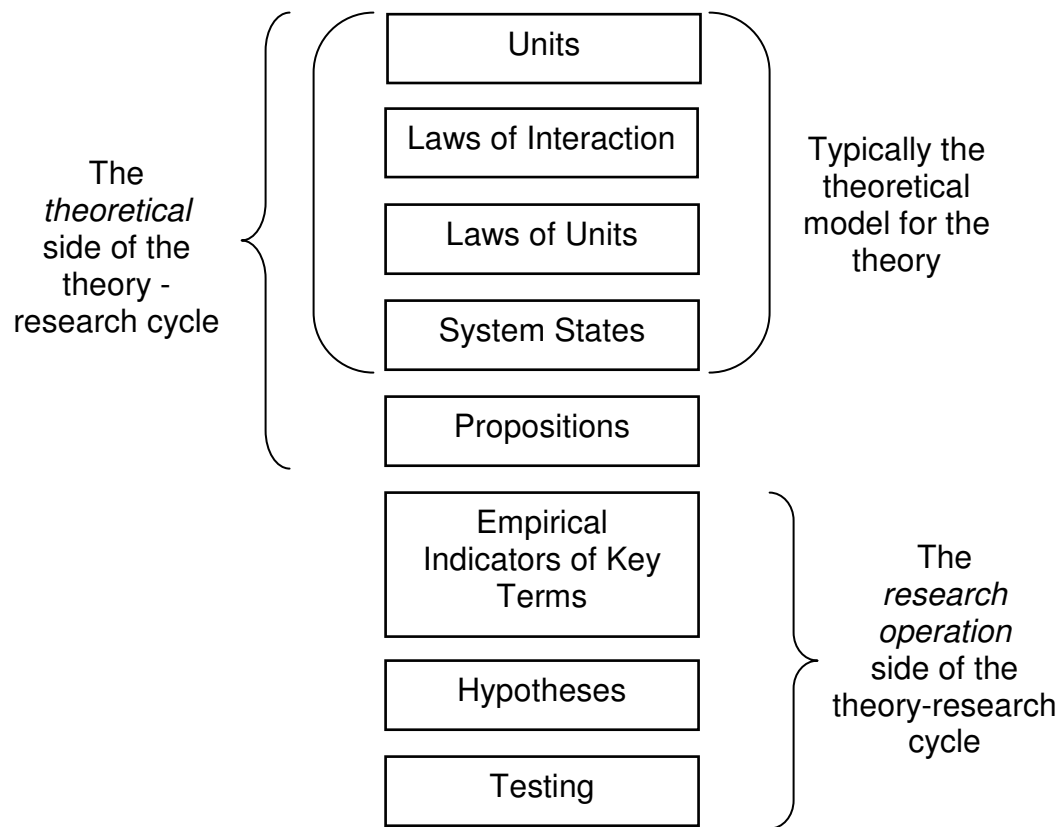 Units
Laws of Interaction
Laws of Units
System States
Propositions
Empirical
Indicators of Key
Terms
Hypotheses
Testing
The
theoretical
side of the
theory -
research cycle
Typically the
theoretical
model for the
theory
The
research
operation
side of the
theory-research
cycle